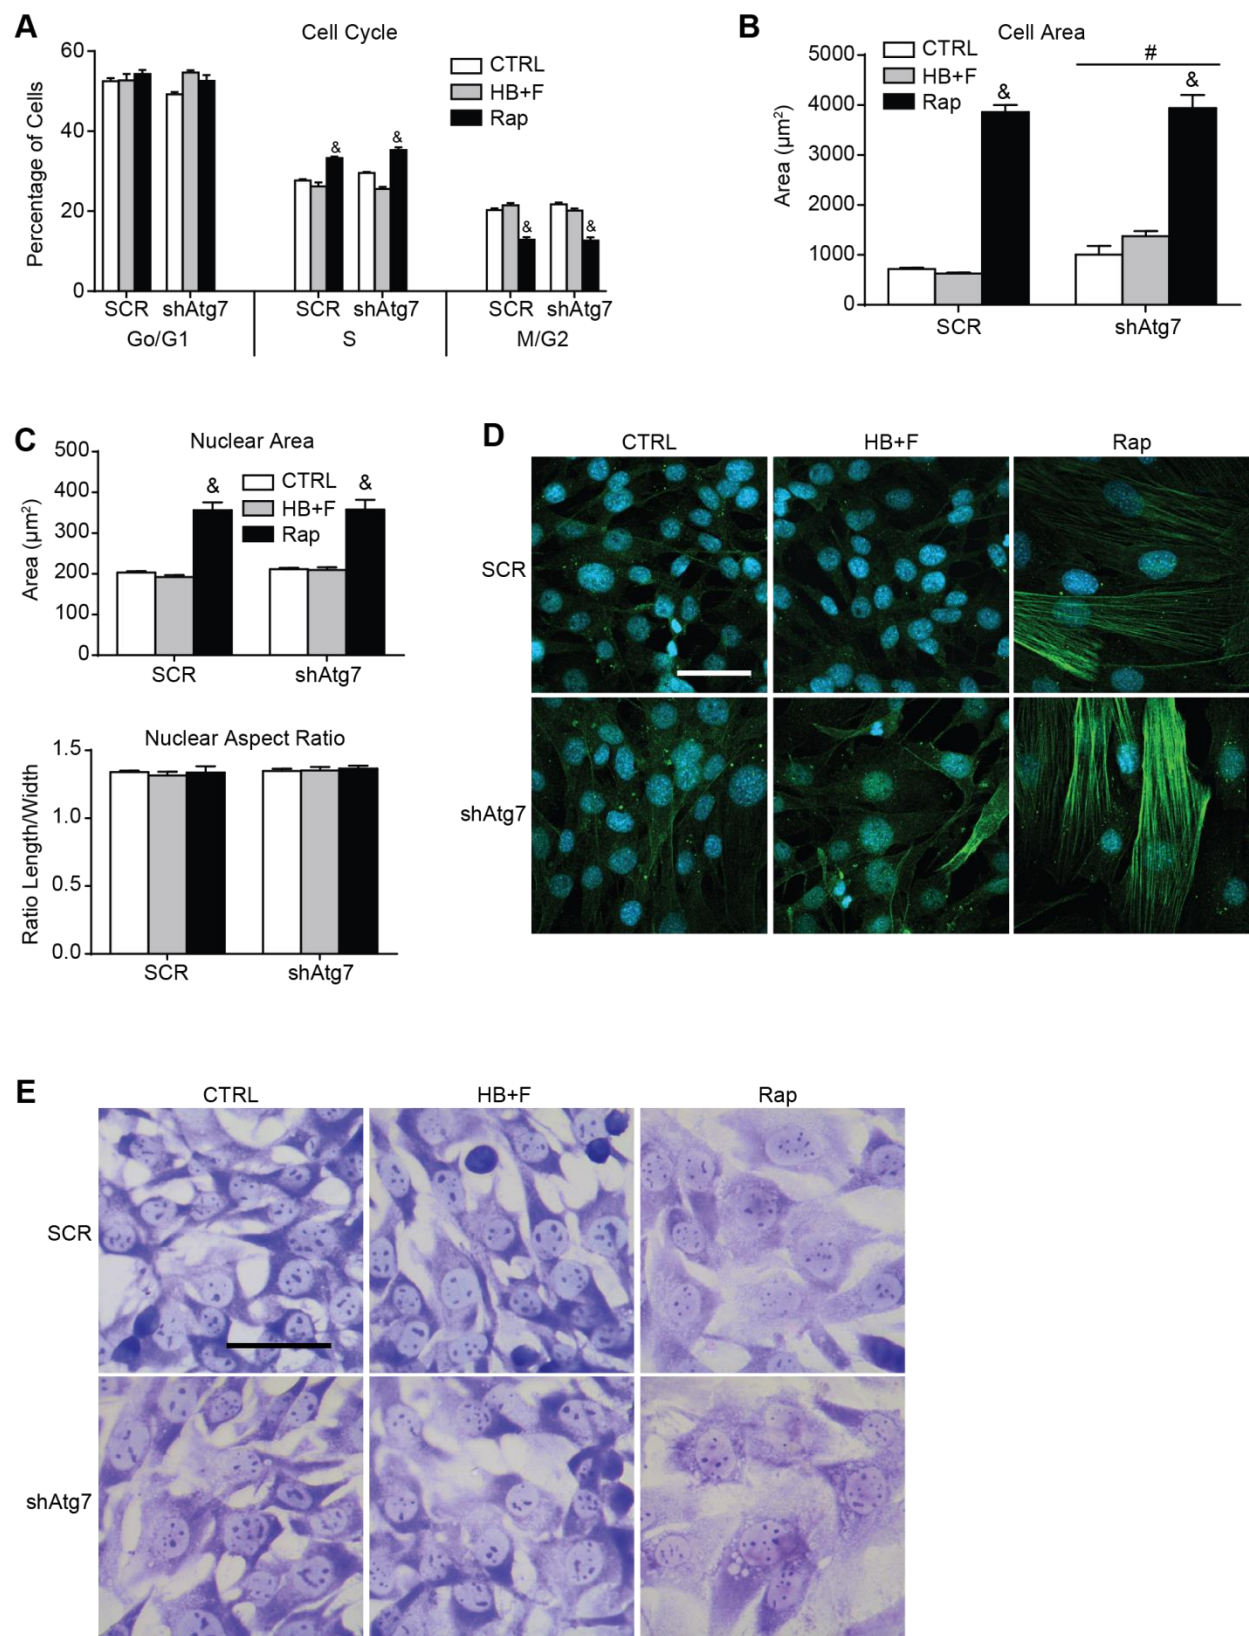 A
Cell Cycle
Percentage of Cells
60
40
20
0
CTRL
HB+F
Rap
& & & &
SCR shAtg7 SCR shAtg7 SCR shAtg7
Go/G1 S M/G2
B
Cell Area
Area (µm²)
5000
4000
3000
2000
1000
0
CTRL
HB+F
Rap
#
& &
SCR shAtg7
C
Nuclear Area
Area (µm²)
500
400
300
200
100
0
CTRL
HB+F
Rap
& &
SCR shAtg7
Nuclear Aspect Ratio
Ratio Length/Width
1.5
1.0
0.5
0.0
SCR shAtg7
D
CTRL HB+F Rap
SCR
shAtg7
E
CTRL HB+F Rap
SCR
shAtg7